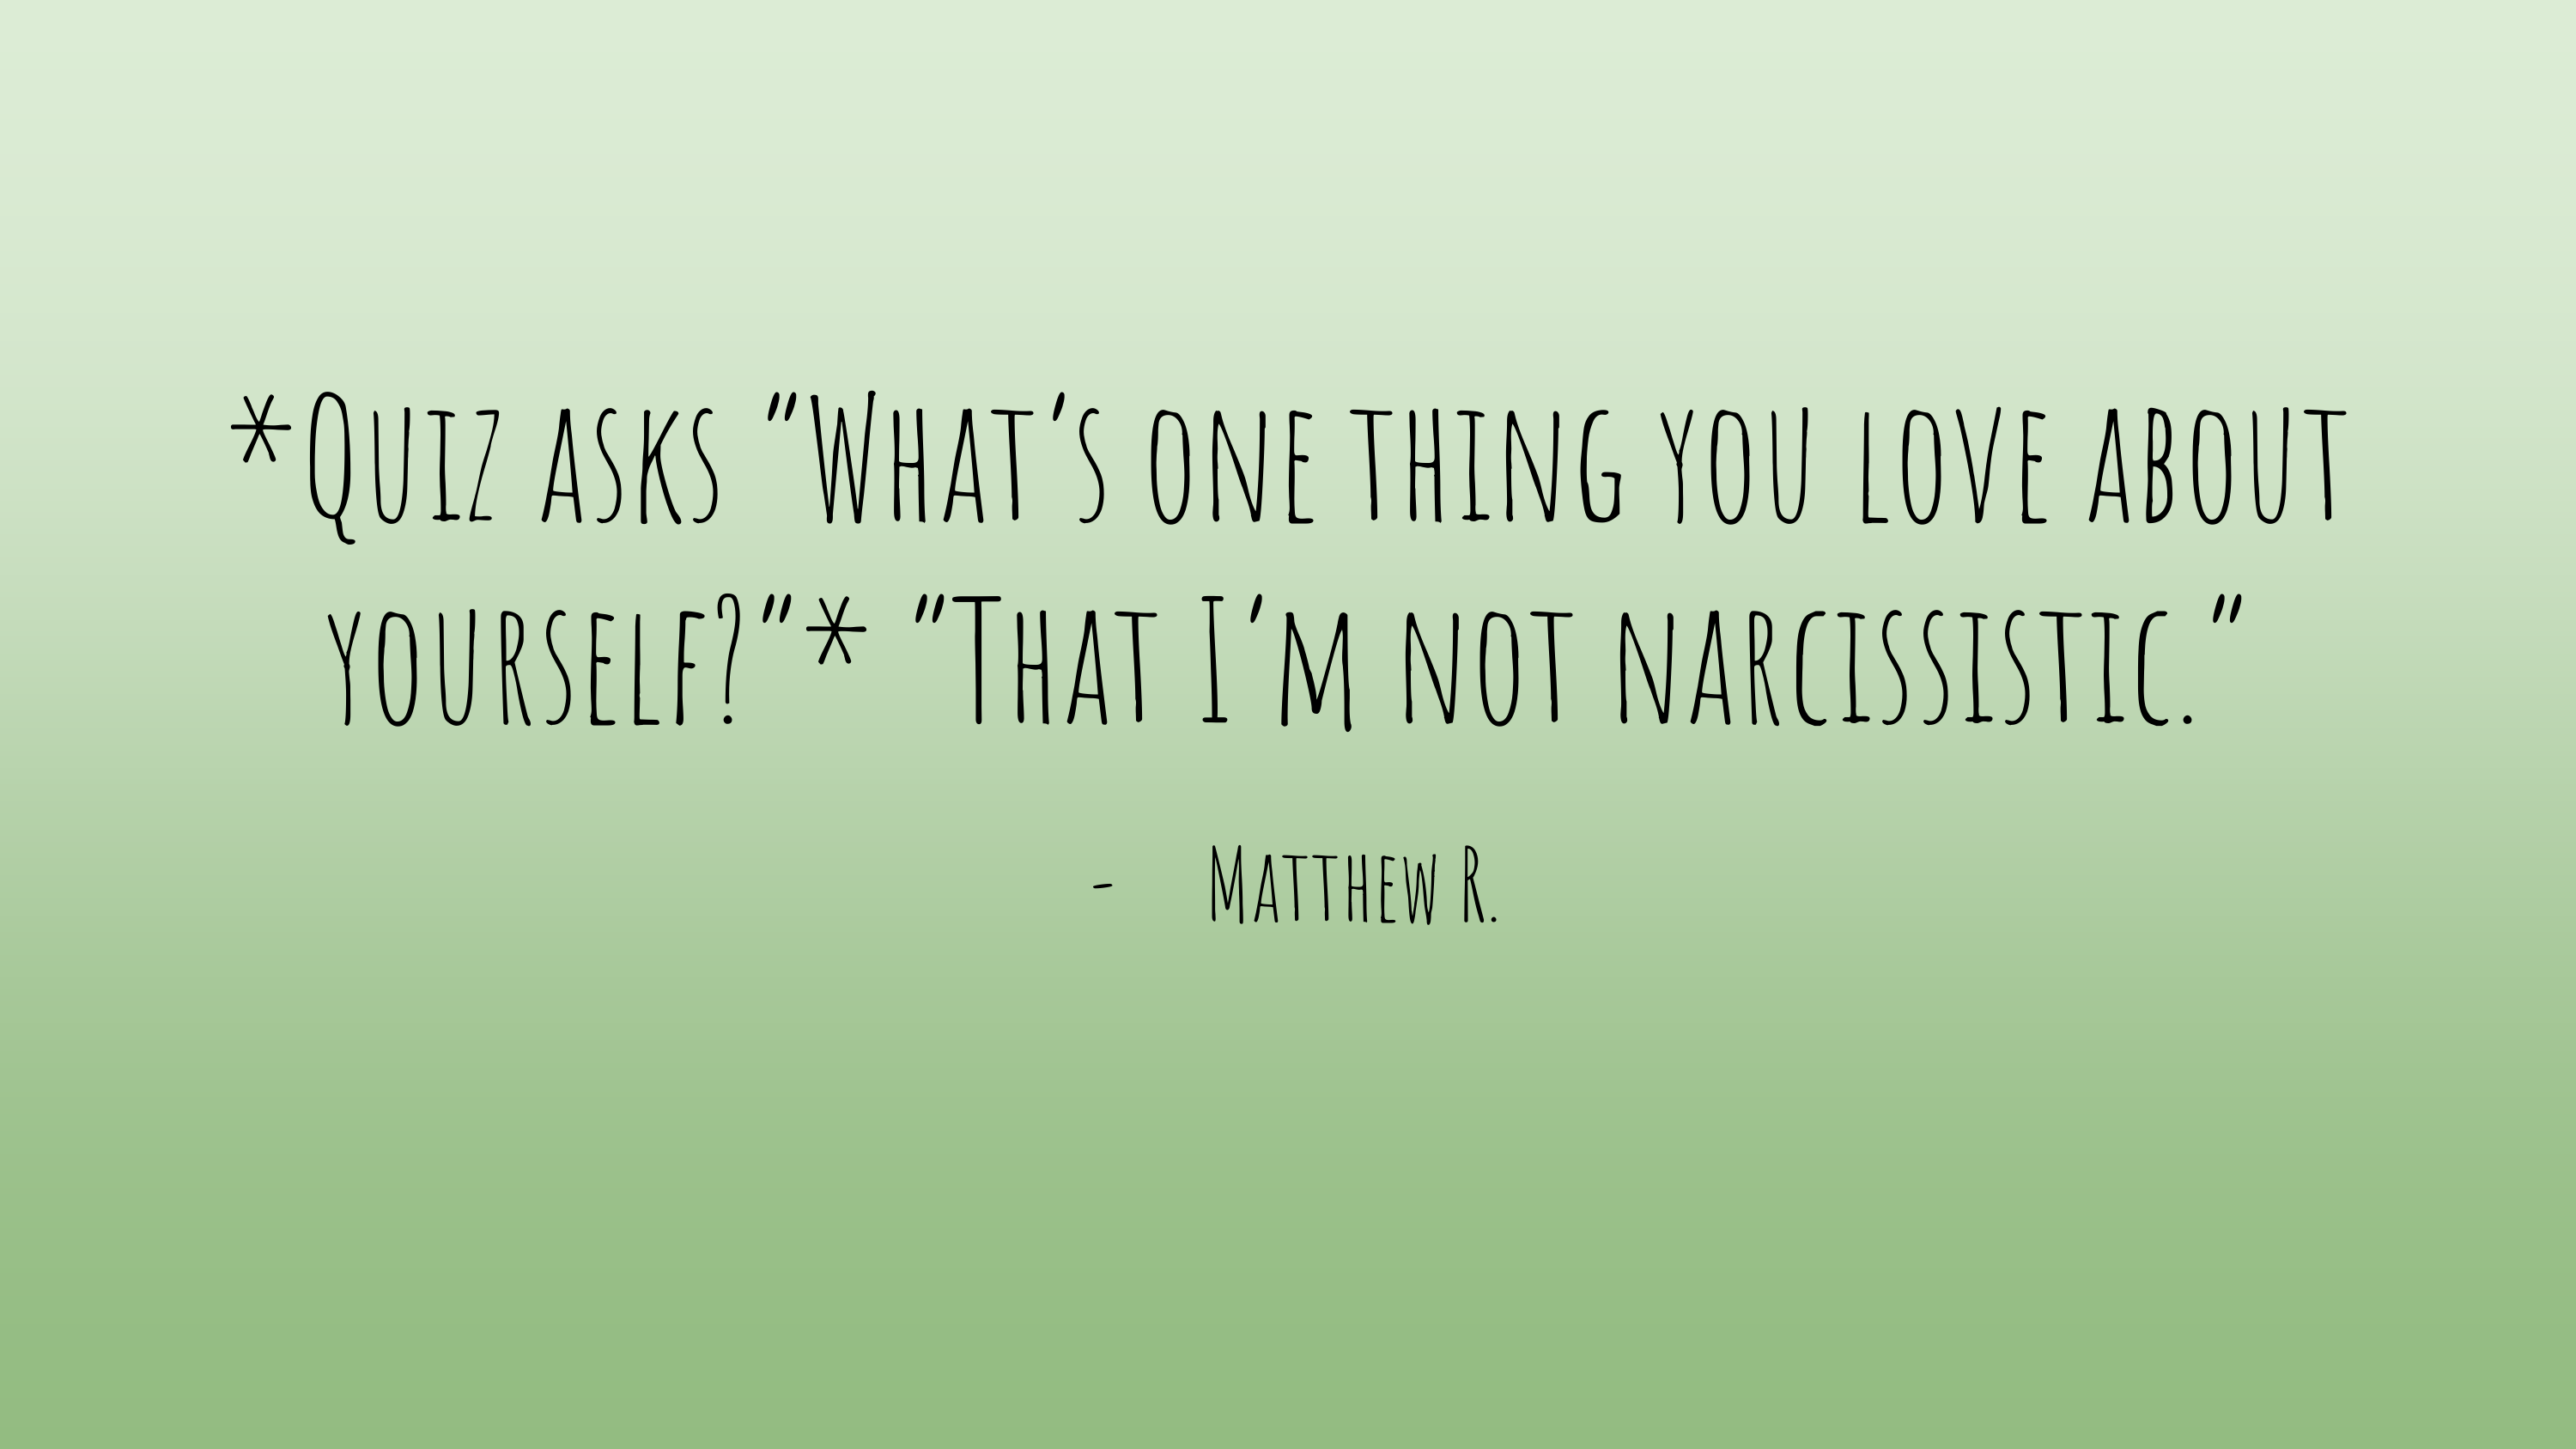 *Quiz asks "What's one thing you love about
yourself?"* "That I'm not narcissistic."
- Matthew R.